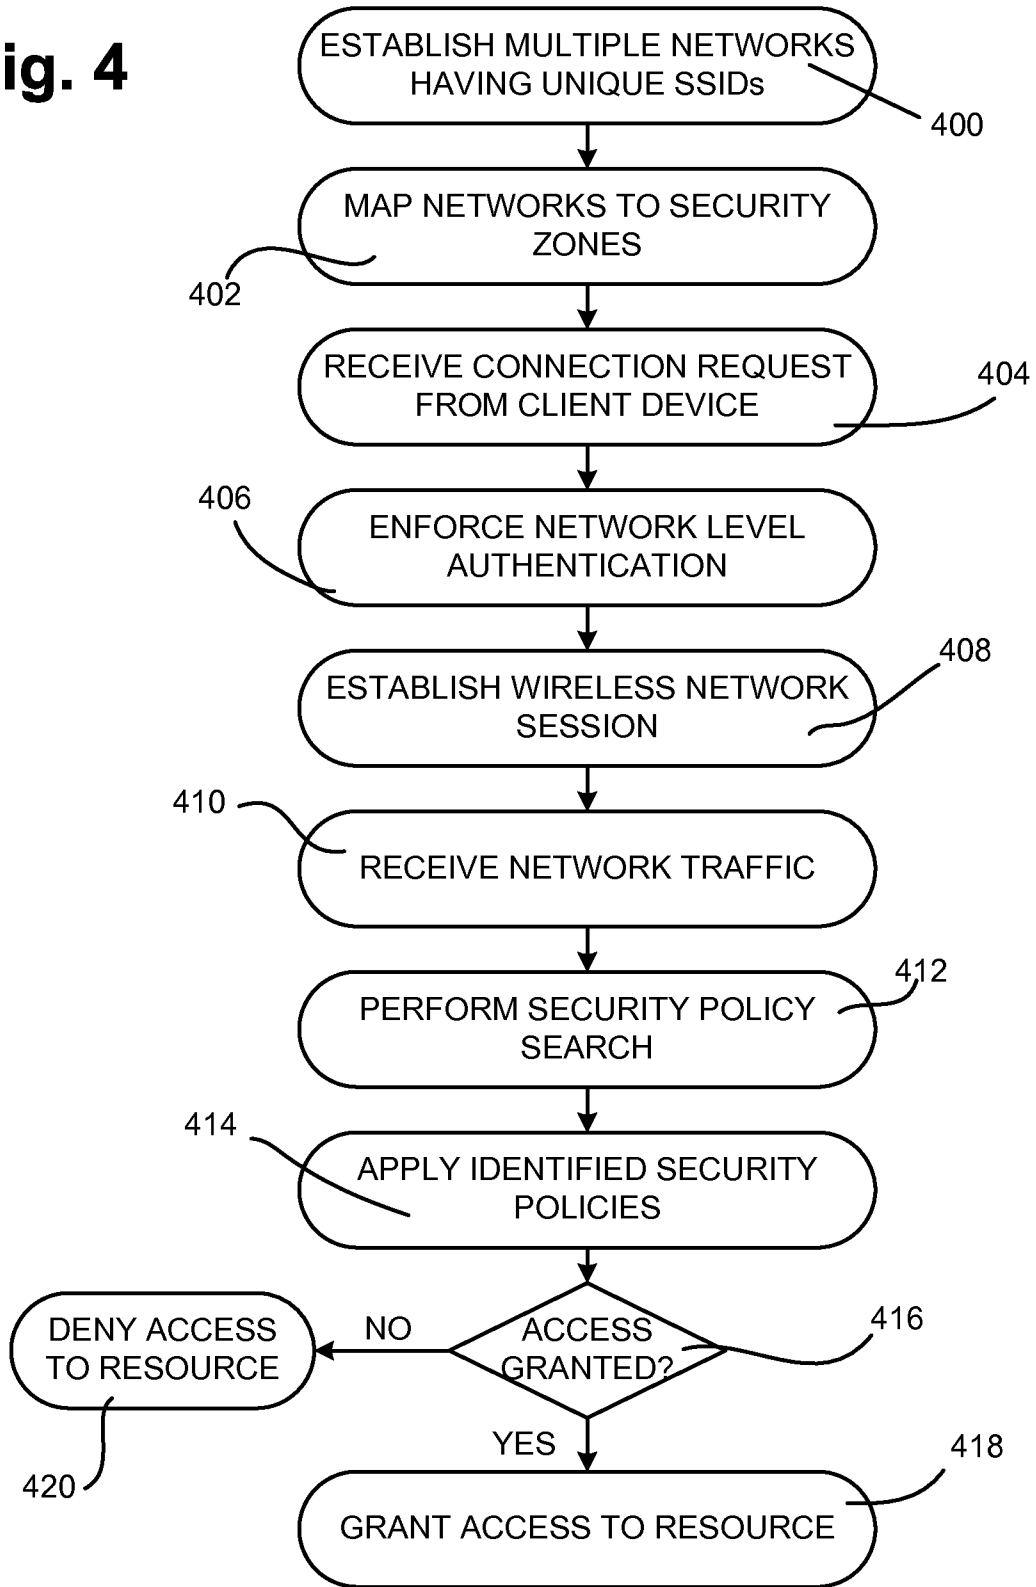 ig. 4
ESTABLISH MULTIPLE NETWORKS
HAVING UNIQUE SSIDs
400
MAP NETWORKS TO SECURITY
ZONES
402
RECEIVE CONNECTION REQUEST
FROM CLIENT DEVICE
404
406
ENFORCE NETWORK LEVEL
AUTHENTICATION
408
ESTABLISH WIRELESS NETWORK
SESSION
410
RECEIVE NETWORK TRAFFIC
412
PERFORM SECURITY POLICY
SEARCH
414
APPLY IDENTIFIED SECURITY
POLICIES
DENY ACCESS
TO RESOURCE
NO
ACCESS
GRANTED?
416
420
YES
418
GRANT ACCESS TO RESOURCE